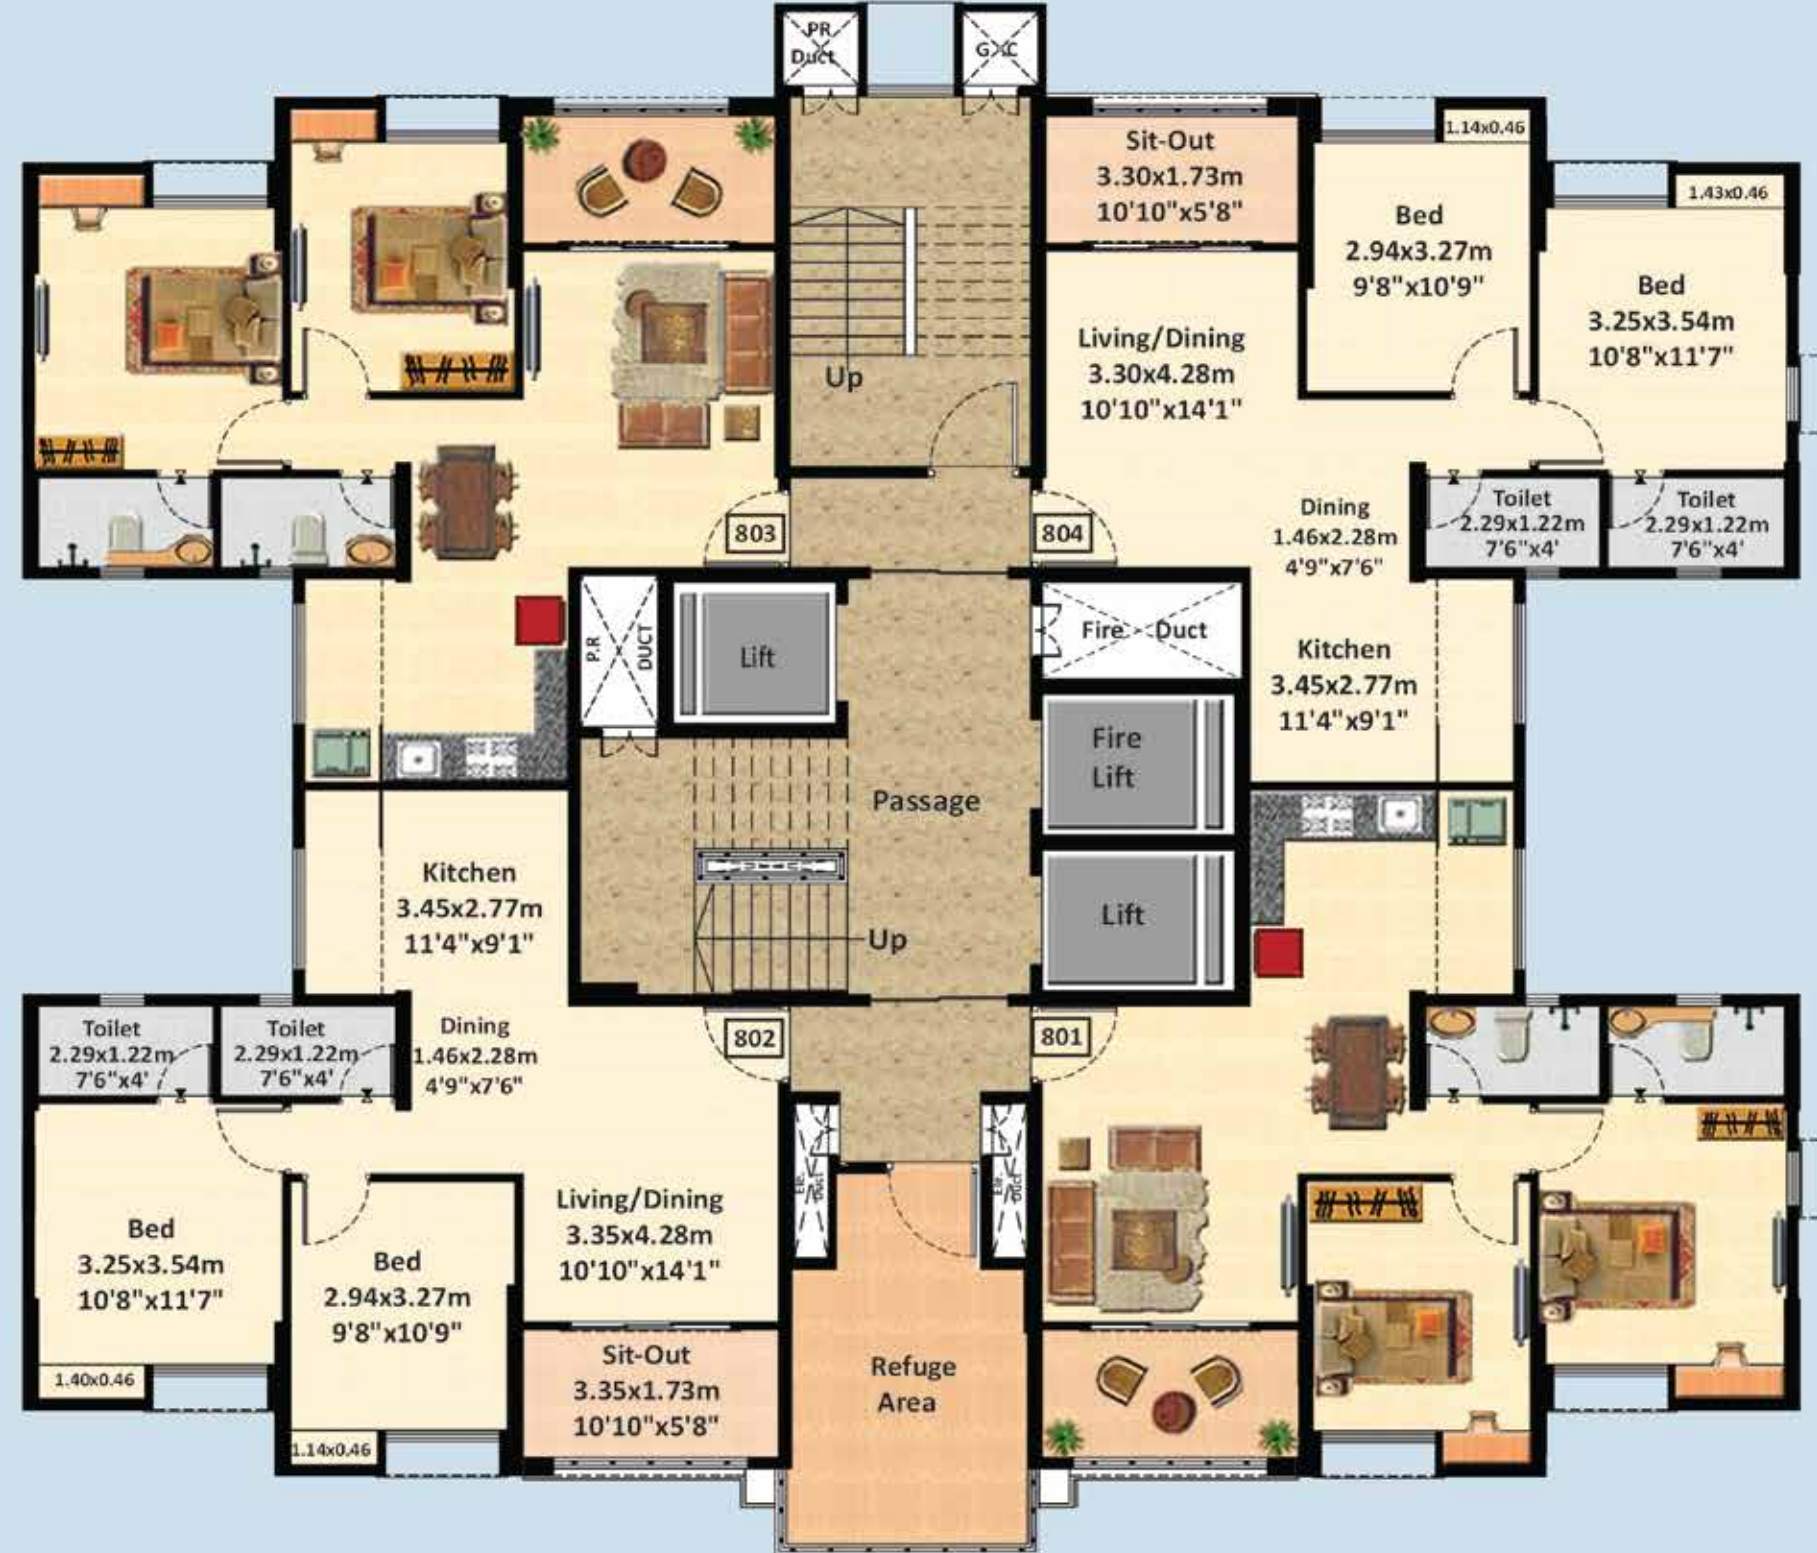 PR
Duct
G C
1.14x0.46
Sit-Out
3.30x1.73m
10'10"x5'8"
1.43x0.46
Bed
2.94x3.27m
9'8"x10'9"
Bed
3.25x3.54m
10'8"x11'7"
Living/Dining
3.30x4.28m
10'10"x14'1"
Up
Dining
1.46x2.28m
4'9"x7'6"
Toilet
2.29x1.22m
7'6"x4'
Toilet
2.29x1.22m
7'6"x4'
803
804
P.R
DUCT
Lift
Fire Duct
Kitchen
3.45x2.77m
11'4"x9'1"
Fire
Lift
Passage
Kitchen
3.45x2.77m
11'4"x9'1"
Lift
Up
Toilet
2.29x1.22m
7'6"x4'
Toilet
2.29x1.22m
7'6"x4'
Dining
1.46x2.28m
4'9"x7'6"
802
801
Ele.
Duct
Ele.
Duct
Living/Dining
3.35x4.28m
10'10"x14'1"
Bed
3.25x3.54m
10'8"x11'7"
Bed
2.94x3.27m
9'8"x10'9"
Sit-Out
3.35x1.73m
10'10"x5'8"
Refuge
Area
1.40x0.46
1.14x0.46